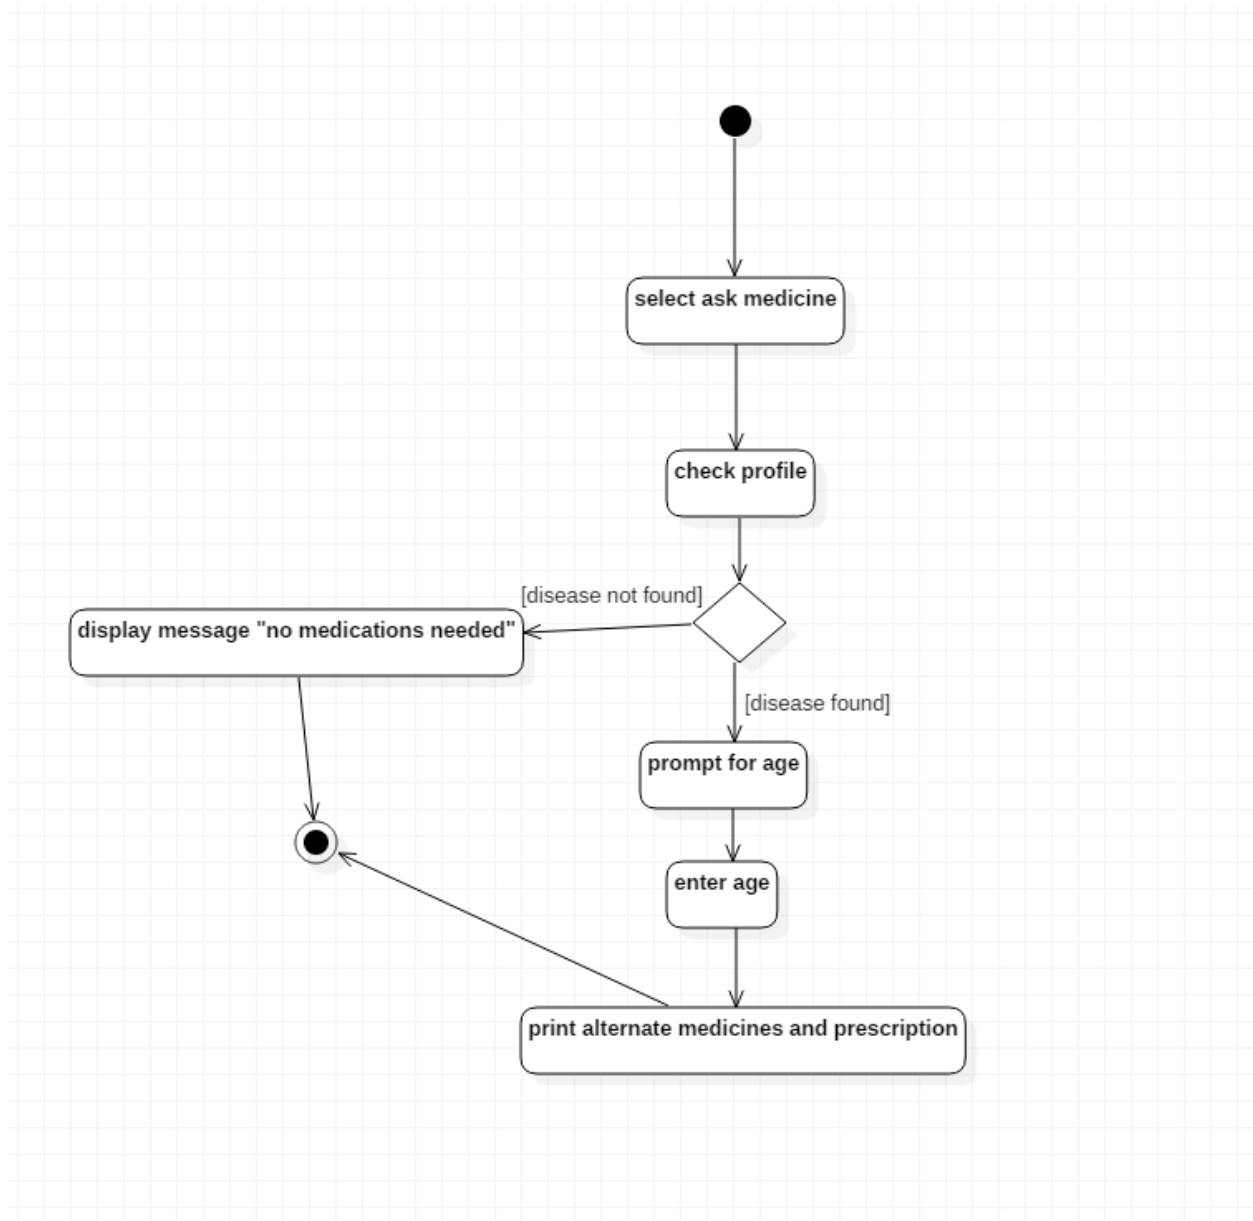 select ask medicine
check profile
[disease not found]
display message "no medications needed"
[disease found]
prompt for age
enter age
print alternate medicines and prescription